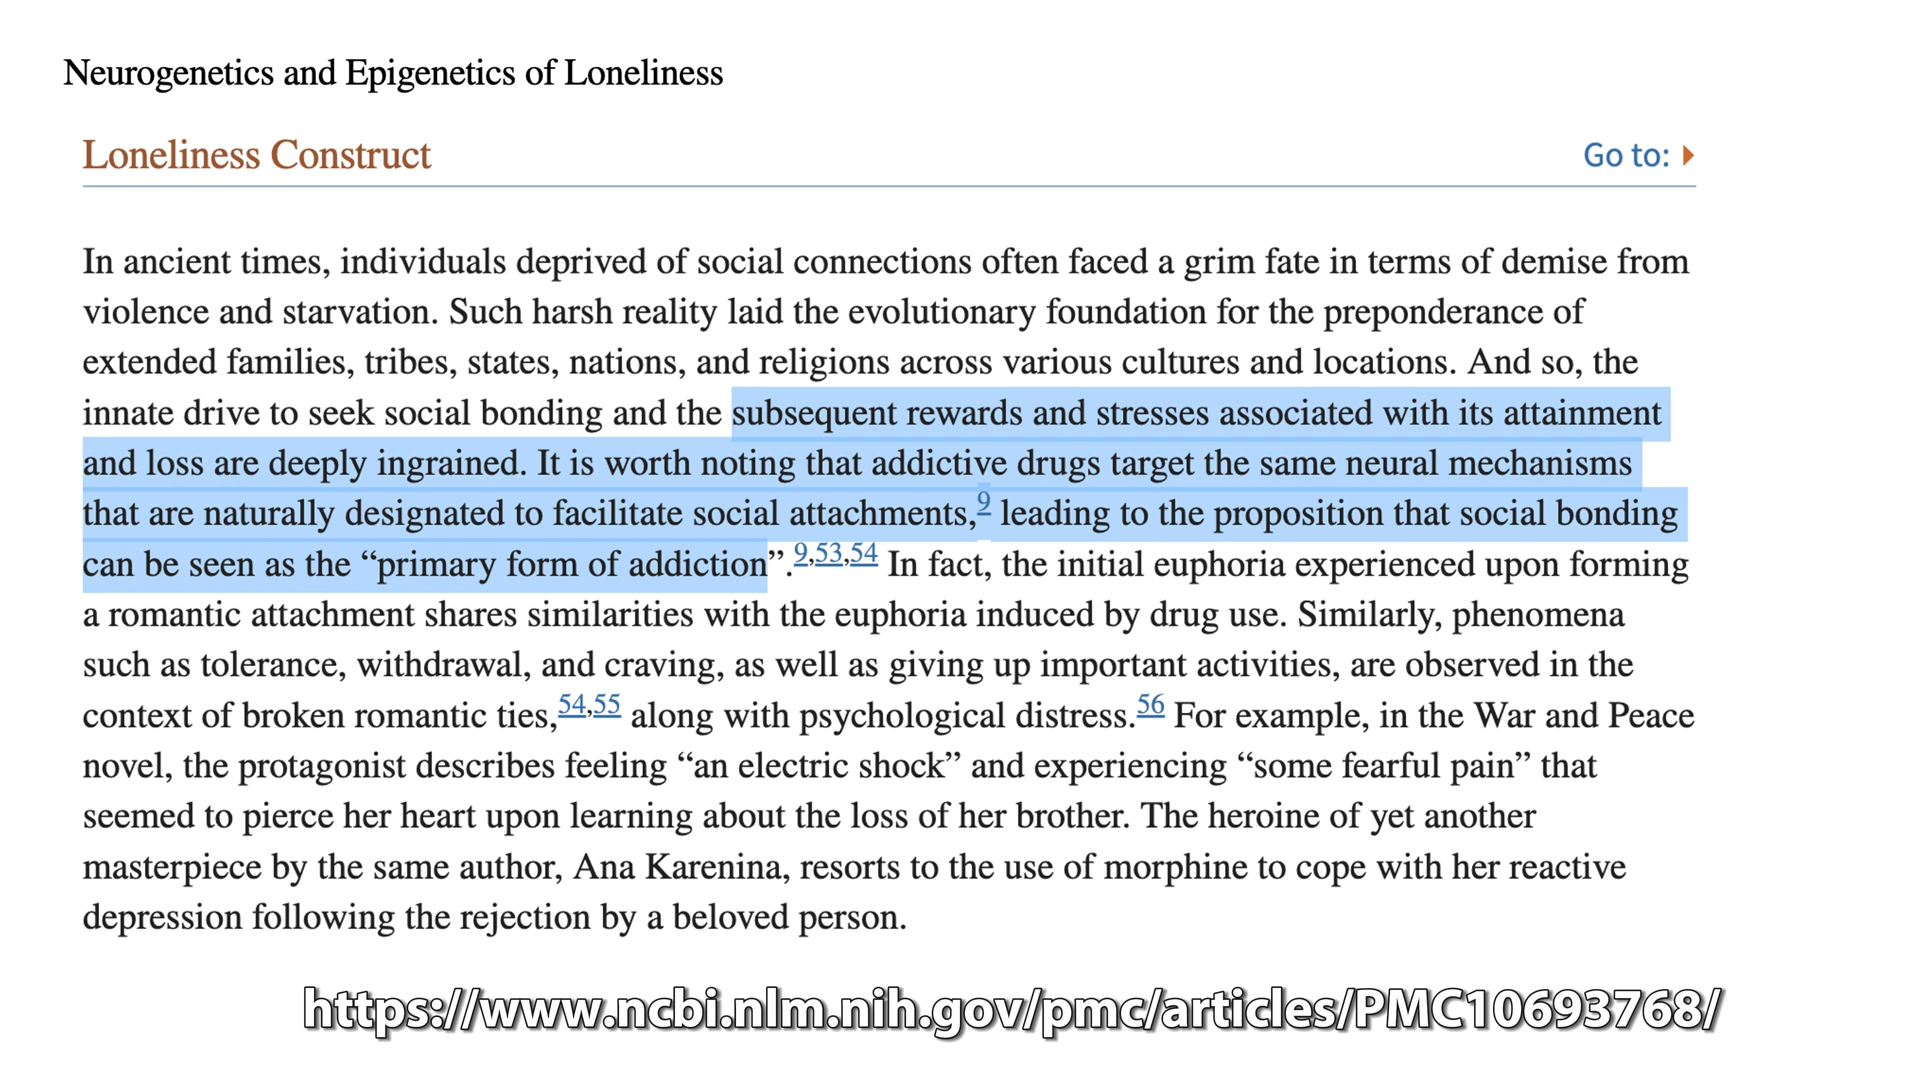 Neurogenetics and Epigenetics of Loneliness
Loneliness Construct
Go to:
In ancient times, individuals deprived of social connections often faced a grim fate in terms of demise from
violence and starvation. Such harsh reality laid the evolutionary foundation for the preponderance of
extended families, tribes, states, nations, and religions across various cultures and locations. And so, the
innate drive to seek social bonding and the subsequent rewards and stresses associated with its attainment
and loss are deeply ingrained. It is worth noting that addictive drugs target the same neural mechanisms
that are naturally designated to facilitate social attachments,9 leading to the proposition that social bonding
can be seen as the “primary form of addiction”.9,53,54 In fact, the initial euphoria experienced upon forming
a romantic attachment shares similarities with the euphoria induced by drug use. Similarly, phenomena
such as tolerance, withdrawal, and craving, as well as giving up important activities, are observed in the
context of broken romantic ties,54,55 along with psychological distress.56 For example, in the War and Peace
novel, the protagonist describes feeling “an electric shock” and experiencing “some fearful pain” that
seemed to pierce her heart upon learning about the loss of her brother. The heroine of yet another
masterpiece by the same author, Ana Karenina, resorts to the use of morphine to cope with her reactive
depression following the rejection by a beloved person.
https://www.ncbi.nlm.nih.gov/pmc/articles/PMC10693768/